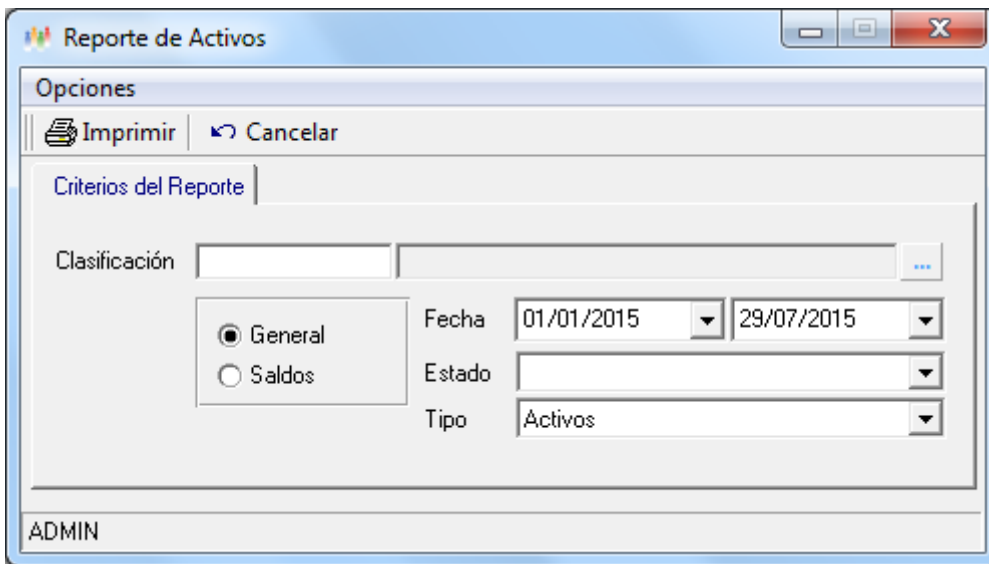 Reporte de Activos
Opciones
Imprimir Cancelar
Criterios del Reporte
Clasificación ...
General Fecha 01/01/2015 29/07/2015
Saldos Estado
Tipo Activos
ADMIN